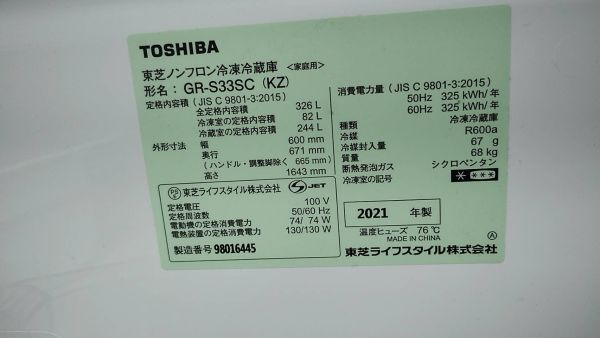 TOSHIBA
東芝ノンフロン冷凍冷蔵庫 <家庭用>
形名: GR-S33SC (KZ)
定格内容積 (JIS C 9801-3:2015)
全定格内容積 326 L
冷凍室の定格内容積 82 L
冷蔵室の定格内容積 244 L
外形寸法 幅 600 mm
奥行 671 mm
(ハンドル・調整脚除く 665 mm)
高さ 1643 mm
PS E 東芝ライフスタイル株式会社 JET
定格電圧 100 V
定格周波数 50/60 Hz
電動機の定格消費電力 74/ 74 W
電熱装置の定格消費電力 130/130 W
製造番号 98016445
消費電力量 (JIS C 9801-3:2015)
50Hz 325 kWh/ 年
60Hz 325 kWh/ 年
種類 冷凍冷蔵庫
冷媒 R600a
冷媒封入量 67 g
質量 68 kg
断熱発泡ガス シクロペンタン
冷凍室の記号 * ***
2021 年製
温度ヒューズ 76 ℃
MADE IN CHINA
東芝ライフスタイル株式会社 A